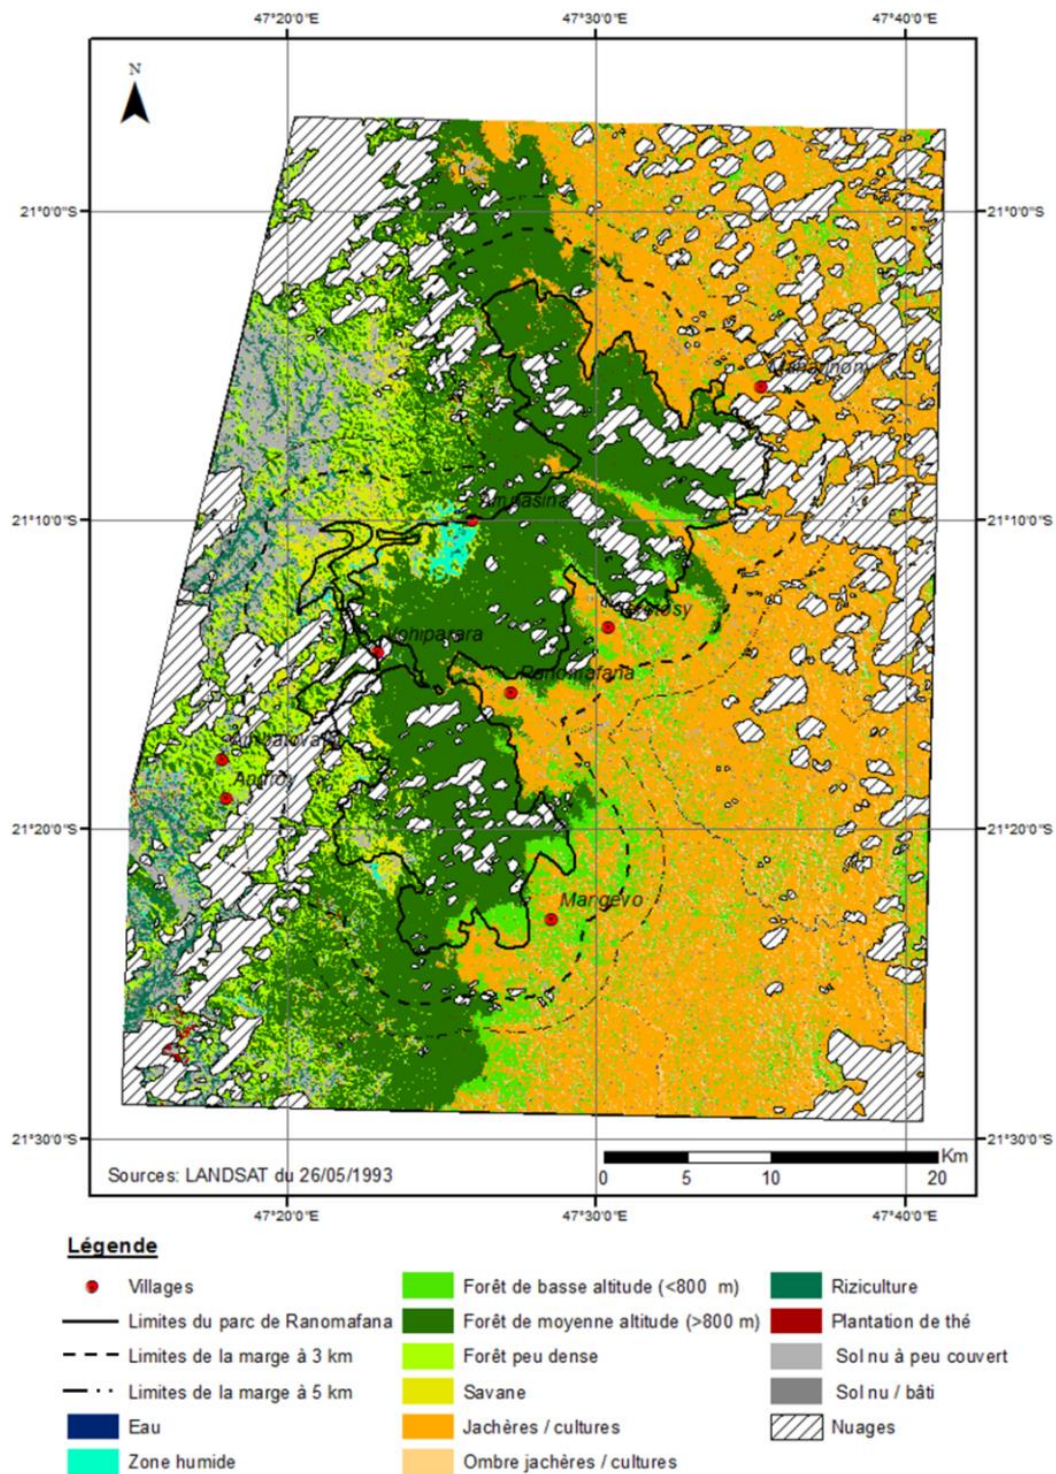 47°20'0"E 47°30'0"E 47°40'0"E
N
21°0'0"S 21°0'0"S
21°10'0"S 21°10'0"S
Vohiparara
Ranomafana
Androy
21°20'0"S 21°20'0"S
Mangevo
21°30'0"S 21°30'0"S
Sources: LANDSAT du 26/05/1993
Km
0 5 10 20
47°20'0"E 47°30'0"E 47°40'0"E
Légende
Villages
Limites du parc de Ranomafana
Limites de la marge à 3 km
Limites de la marge à 5 km
Eau
Zone humide
Forêt de basse altitude (<800 m)
Forêt de moyenne altitude (>800 m)
Forêt peu dense
Savane
Jachères / cultures
Ombre jachères / cultures
Riziculture
Plantation de thé
Sol nu à peu couvert
Sol nu / bâti
Nuages